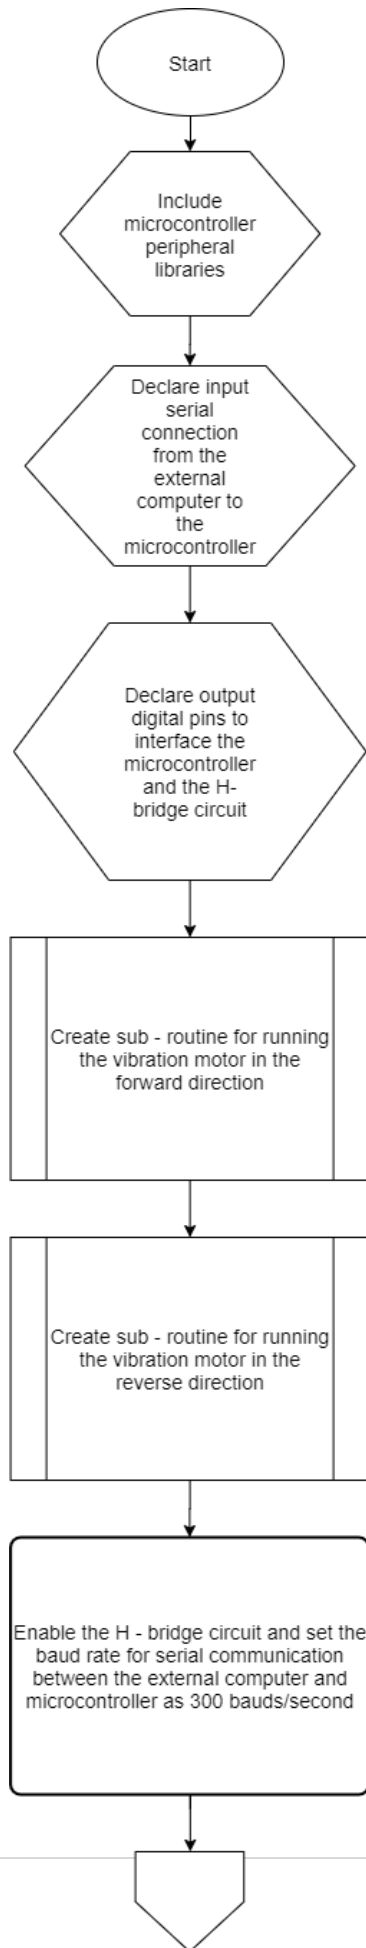 Start
Include
microcontroller
peripheral
libraries
Declare input
serial
connection
from the
external
computer to
the
microcontroller
Declare output
digital pins to
interface the
microcontroller
and the H-
bridge circuit
Create sub - routine for running
the vibration motor in the
forward direction
Create sub - routine for running
the vibration motor in the
reverse direction
Enable the H - bridge circuit and set the
baud rate for serial communication
between the external computer and
microcontroller as 300 bauds/second